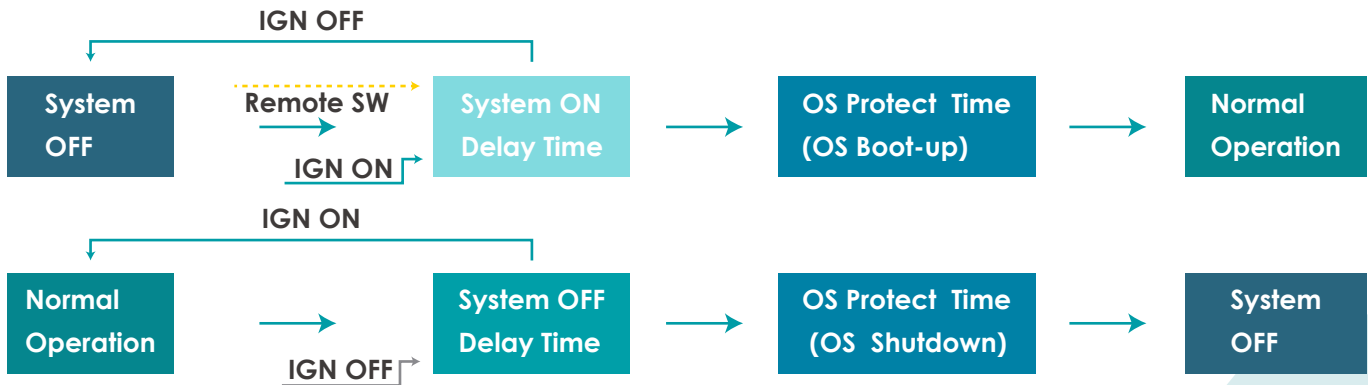 IGN OFF
System
OFF
Remote SW
IGN ON
System ON
Delay Time
OS Protect Time
(OS Boot-up)
Normal
Operation
IGN ON
Normal
Operation
IGN OFF
System OFF
Delay Time
OS Protect Time
(OS Shutdown)
System
OFF